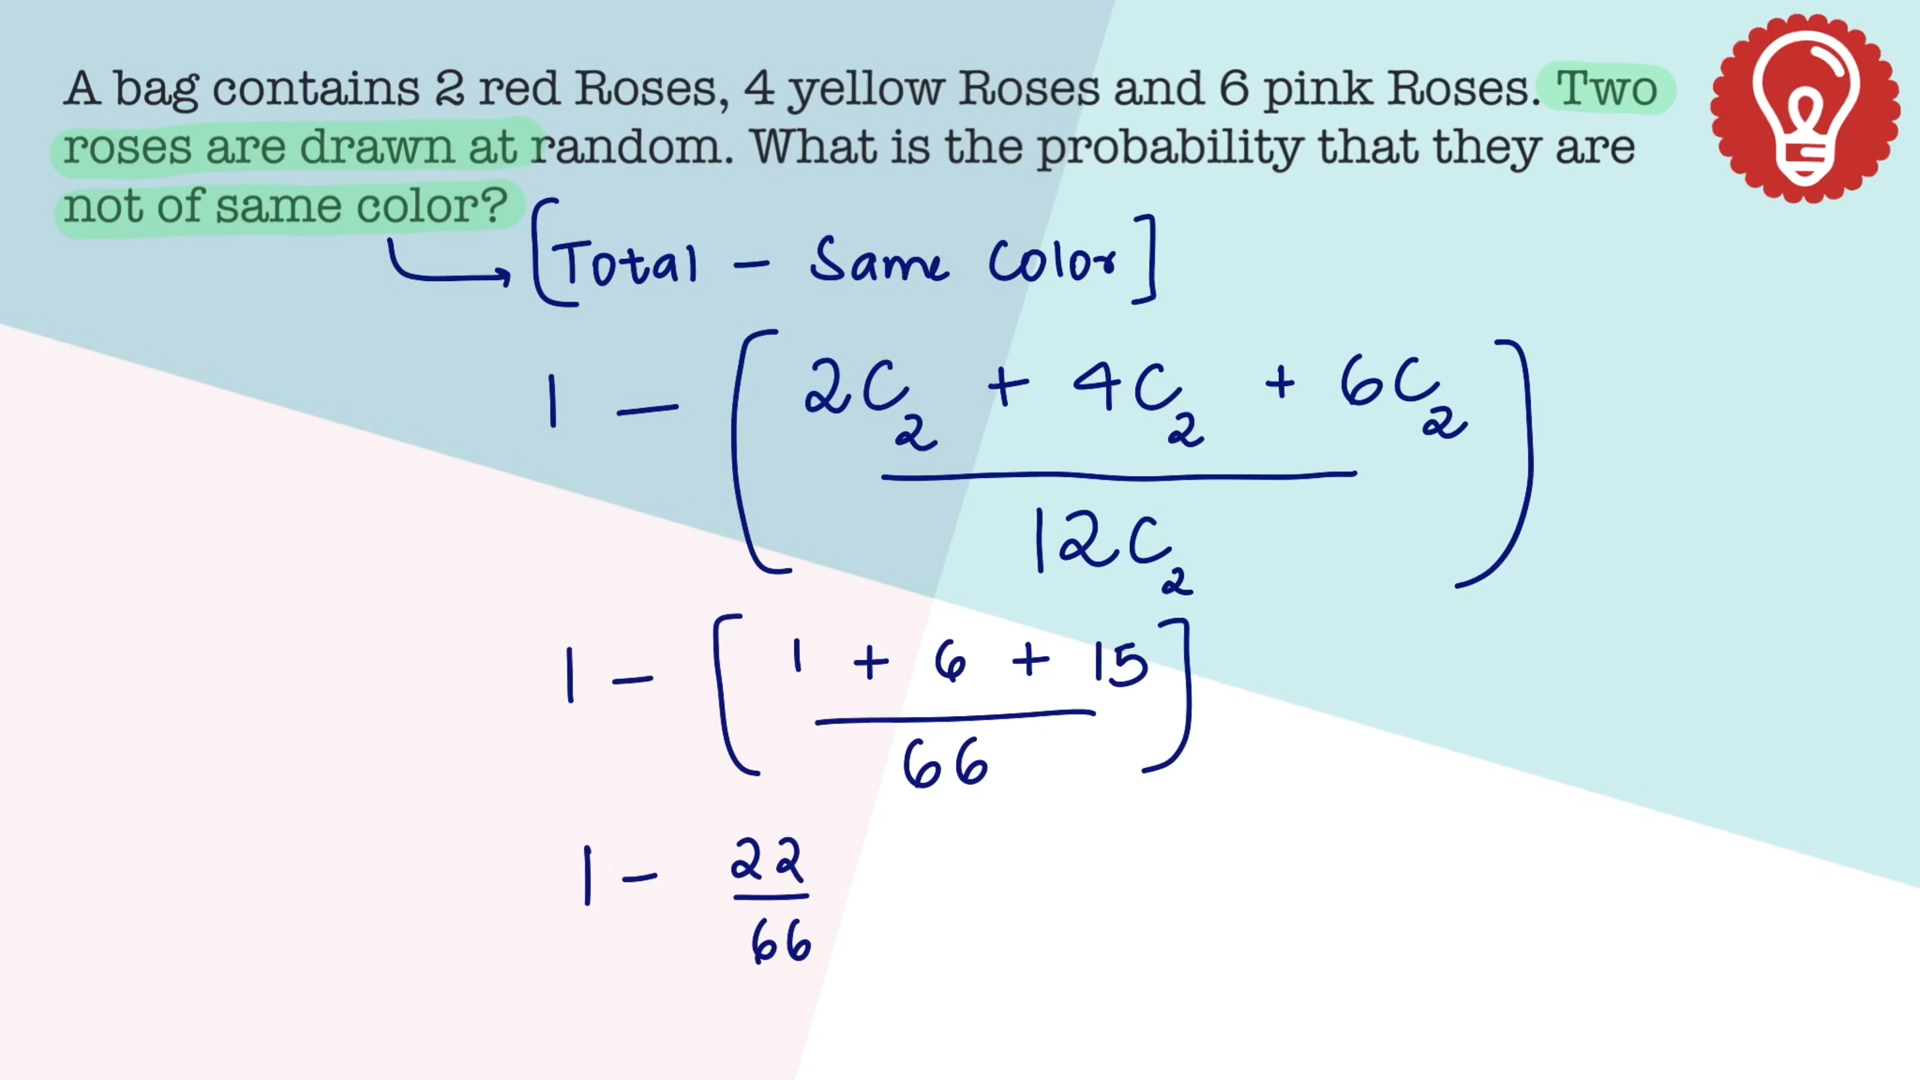 A bag contains 2 red Roses, 4 yellow Roses and 6 pink Roses. Two
roses are drawn at random. What is the probability that they are
not of same color?
[Total - Same Color]
1 - (2C₂ + 4C₂ + 6C₂
12C₂)
1 - [1 + 6 + 15
66]
1 - 22
66